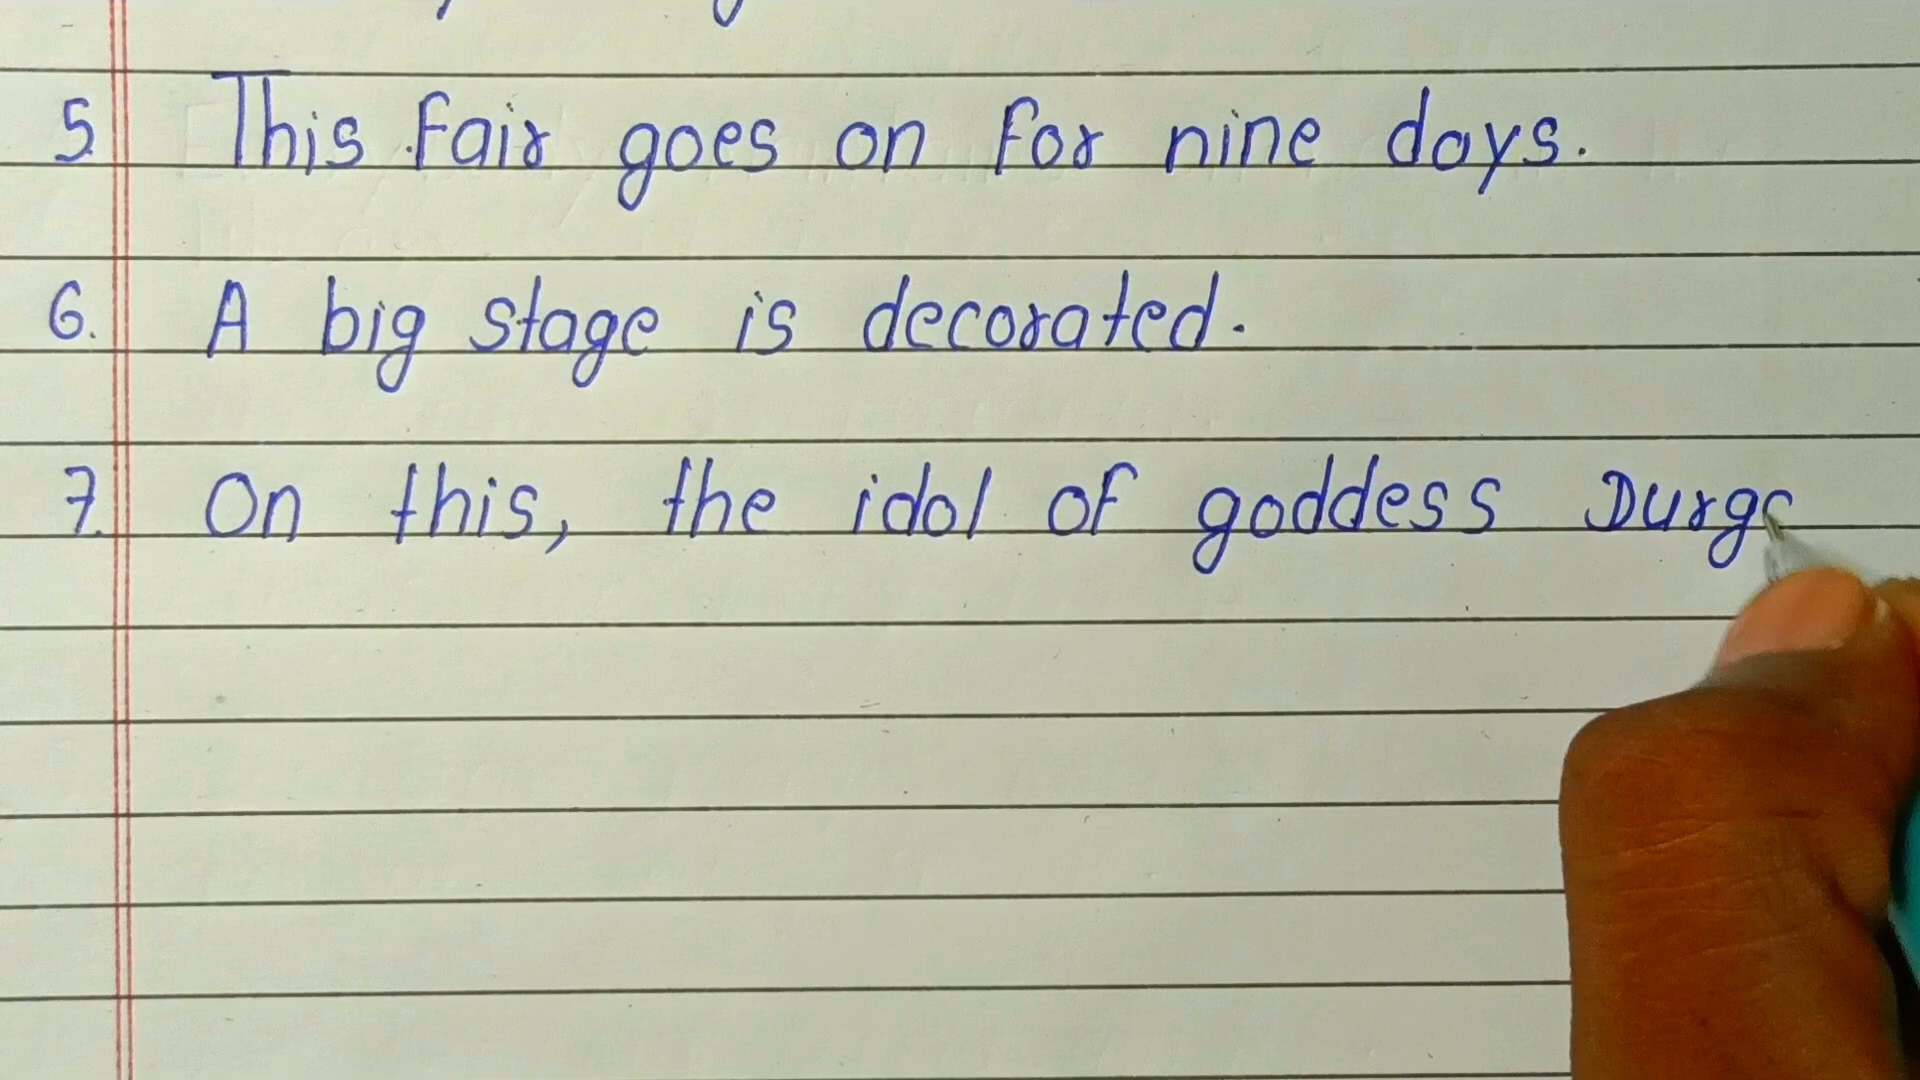 5. This fair goes on for nine days.
6. A big stage is decorated.
7. On this, the idol of goddess Durga